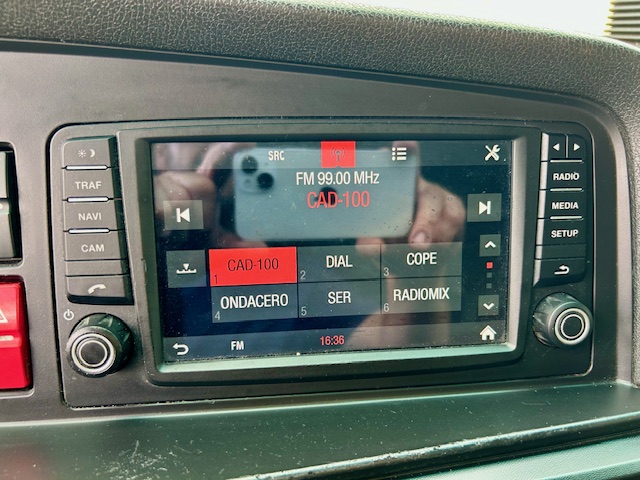 SRC
FM 99.00 MHz
CAD-100
1 CAD-100
2 DIAL
3 COPE
4 ONDACERO
5 SER
6 RADIOMIX
FM
16:36
TRAF
NAVI
CAM
RADIO
MEDIA
SETUP